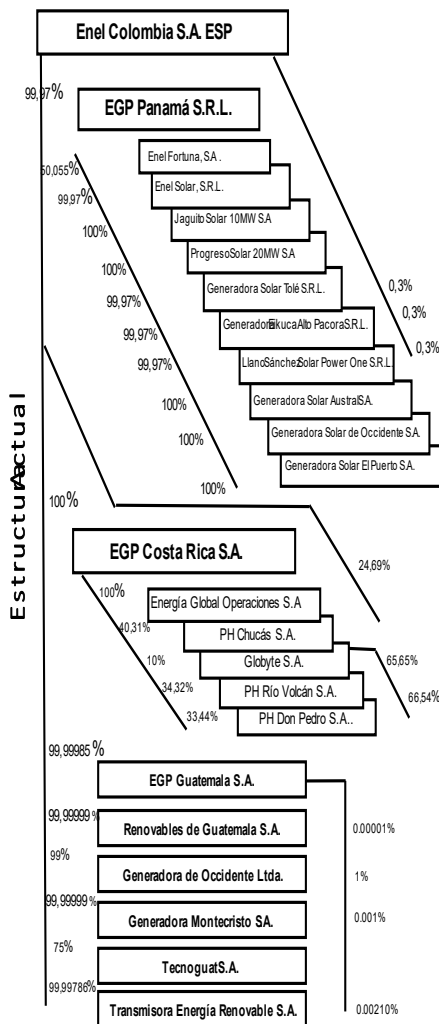 Enel Colombia S.A. ESP
99,97%
EGP Panamá S.R.L.
Enel Fortuna, S.A .
50,055%
Enel Solar, S.R.L.
99,97%
Jaguito Solar 10MW S.A
100%
Progreso Solar 20MW S.A
100%
Generadora Solar Tolé S.R.L.
0,3%
99,97%
Generadora Eikuca Alto Pacora S.R.L.
0,3%
99,97%
Llano Sánchez Solar Power One S.R.L.
0,3%
99,97%
Generadora Solar Austral S.A.
100%
Generadora Solar de Occidente S.A.
100%
Generadora Solar El Puerto S.A.
100%
Estructura Actual
100%
EGP Costa Rica S.A.
24,69%
100%
Energía Global Operaciones S.A
40,31%
PH Chucás S.A.
10%
Globyte S.A.
65,65%
34,32%
PH Río Volcán S.A.
66,54%
33,44%
PH Don Pedro S.A..
99,99985%
EGP Guatemala S.A.
99,99999%
Renovables de Guatemala S.A.
0.00001%
99%
Generadora de Occidente Ltda.
1%
99,99999%
Generadora Montecristo SA.
0.001%
75%
Tecnoguat S.A.
99,99786%
Transmisora Energía Renovable S.A.
0.00210%